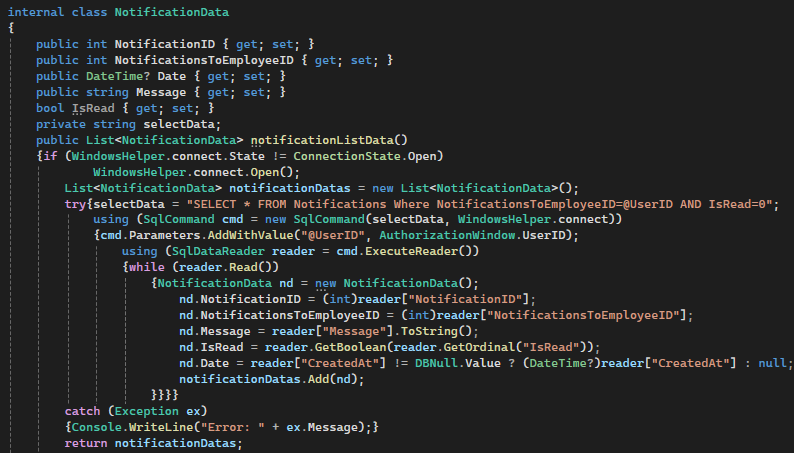 internal class NotificationData
{
public int NotificationID { get; set; }
public int NotificationsToEmployeeID { get; set; }
public DateTime? Date { get; set; }
public string Message { get; set; }
bool IsRead { get; set; }
private string selectData;
public List<NotificationData> notificationListData()
{if (WindowsHelper.connect.State != ConnectionState.Open)
WindowsHelper.connect.Open();
List<NotificationData> notificationDatas = new List<NotificationData>();
try{selectData = "SELECT * FROM Notifications Where NotificationsToEmployeeID=@UserID AND IsRead=0";
using (SqlCommand cmd = new SqlCommand(selectData, WindowsHelper.connect))
{cmd.Parameters.AddWithValue("@UserID", AuthorizationWindow.UserID);
using (SqlDataReader reader = cmd.ExecuteReader())
{while (reader.Read())
{NotificationData nd = new NotificationData();
nd.NotificationID = (int)reader["NotificationID"];
nd.NotificationsToEmployeeID = (int)reader["NotificationsToEmployeeID"];
nd.Message = reader["Message"].ToString();
nd.IsRead = reader.GetBoolean(reader.GetOrdinal("IsRead"));
nd.Date = reader["CreatedAt"] != DBNull.Value ? (DateTime?)reader["CreatedAt"] : null;
notificationDatas.Add(nd);
}}}}
catch (Exception ex)
{Console.WriteLine("Error: " + ex.Message);}
return notificationDatas;